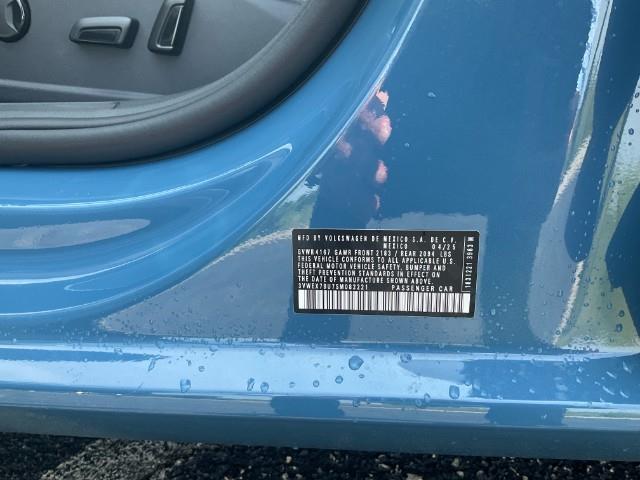 MFD BY VOLKSWAGEN DE MEXICO S.A. DE C.V.
MEXICO 04/25
GVWR4187 GAWR FRONT 2183 / REAR 2094 LBS
THIS VEHICLE CONFORMS TO ALL APPLICABLE U.S.
FEDERAL MOTOR VEHICLE SAFETY, BUMPER AND
THEFT PREVENTION STANDARDS IN EFFECT ON
THE DATE OF MANUFACTURE SHOWN ABOVE.
3VWEX7BU7SM082221 PASSENGER CAR